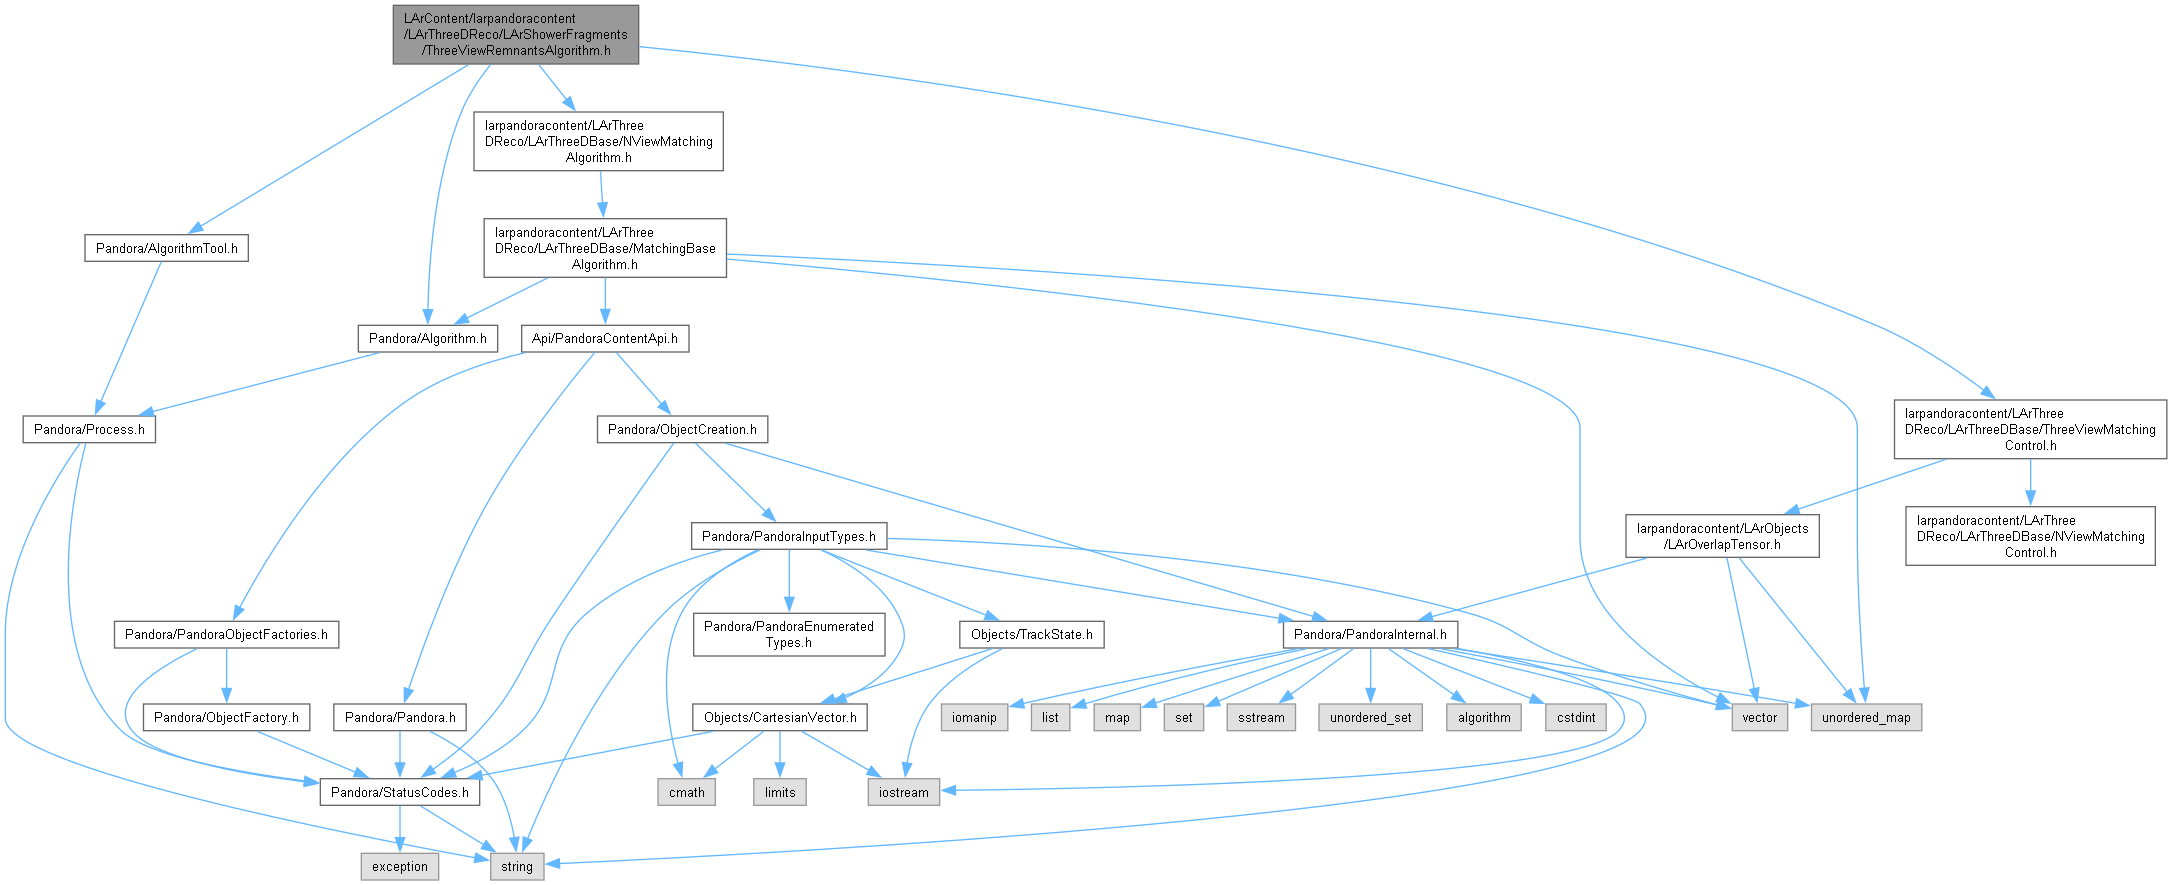 LArContent/larpandoracontent
/LArThreeDReco/LArShowerFragments
/ThreeViewRemnantsAlgorithm.h
larpandoracontent/LArThree
DReco/LArThreeDBase/NViewMatching
Algorithm.h
Pandora/AlgorithmTool.h
larpandoracontent/LArThree
DReco/LArThreeDBase/MatchingBase
Algorithm.h
Pandora/Algorithm.h
Api/PandoraContentApi.h
Pandora/Process.h
Pandora/ObjectCreation.h
larpandoracontent/LArThree
DReco/LArThreeDBase/ThreeViewMatching
Control.h
Pandora/PandoraInputTypes.h
larpandoracontent/LArObjects
/LArOverlapTensor.h
larpandoracontent/LArThree
DReco/LArThreeDBase/NViewMatching
Control.h
Pandora/PandoraObjectFactories.h
Pandora/PandoraEnumerated
Types.h
Objects/TrackState.h
Pandora/PandoraInternal.h
Pandora/ObjectFactory.h
Pandora/Pandora.h
Objects/CartesianVector.h
iomanip
list
map
set
sstream
unordered_set
algorithm
cstdint
vector
unordered_map
Pandora/StatusCodes.h
cmath
limits
iostream
exception
string